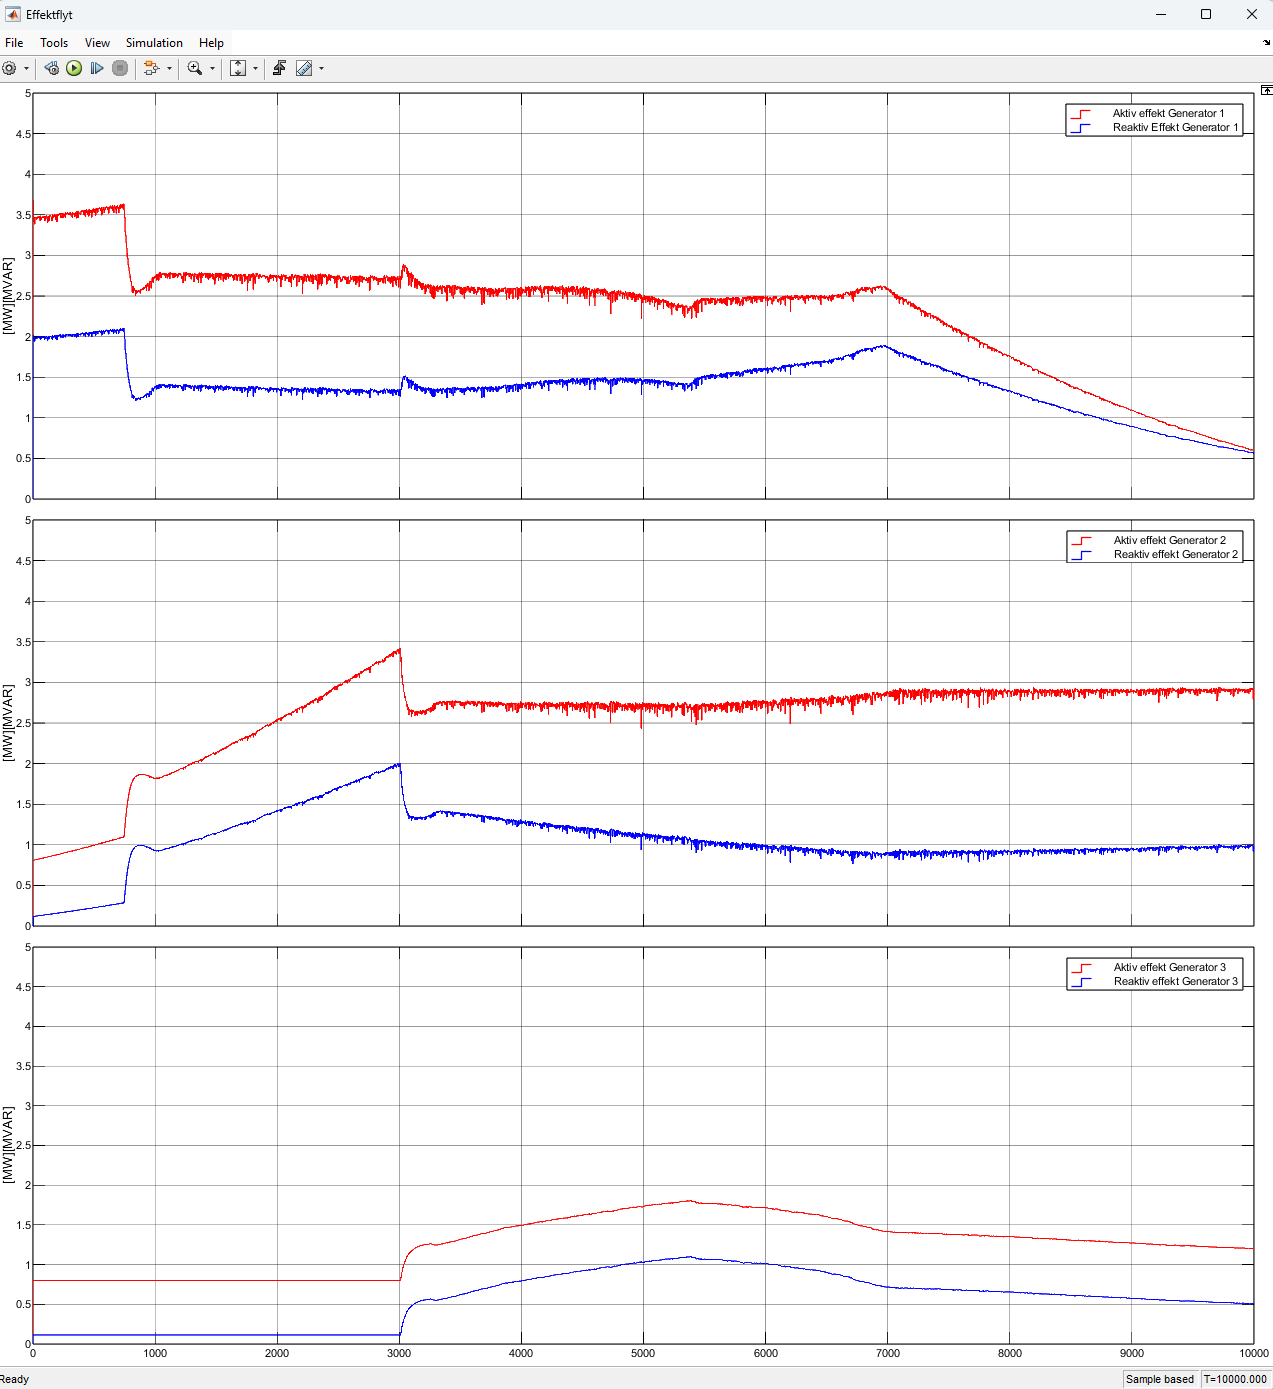 Effektflyt
File Tools View Simulation Help
5
4.5
4
3.5
3
2.5
2
1.5
1
0.5
0
[MW][MVAR]
Aktiv effekt Generator 1
Reaktiv Effekt Generator 1
5
4.5
4
3.5
3
2.5
2
1.5
1
0.5
0
[MW][MVAR]
Aktiv effekt Generator 2
Reaktiv effekt Generator 2
5
4.5
4
3.5
3
2.5
2
1.5
1
0.5
0
[MW][MVAR]
Aktiv effekt Generator 3
Reaktiv effekt Generator 3
0 1000 2000 3000 4000 5000 6000 7000 8000 9000 10000
Ready Sample based T=10000.000